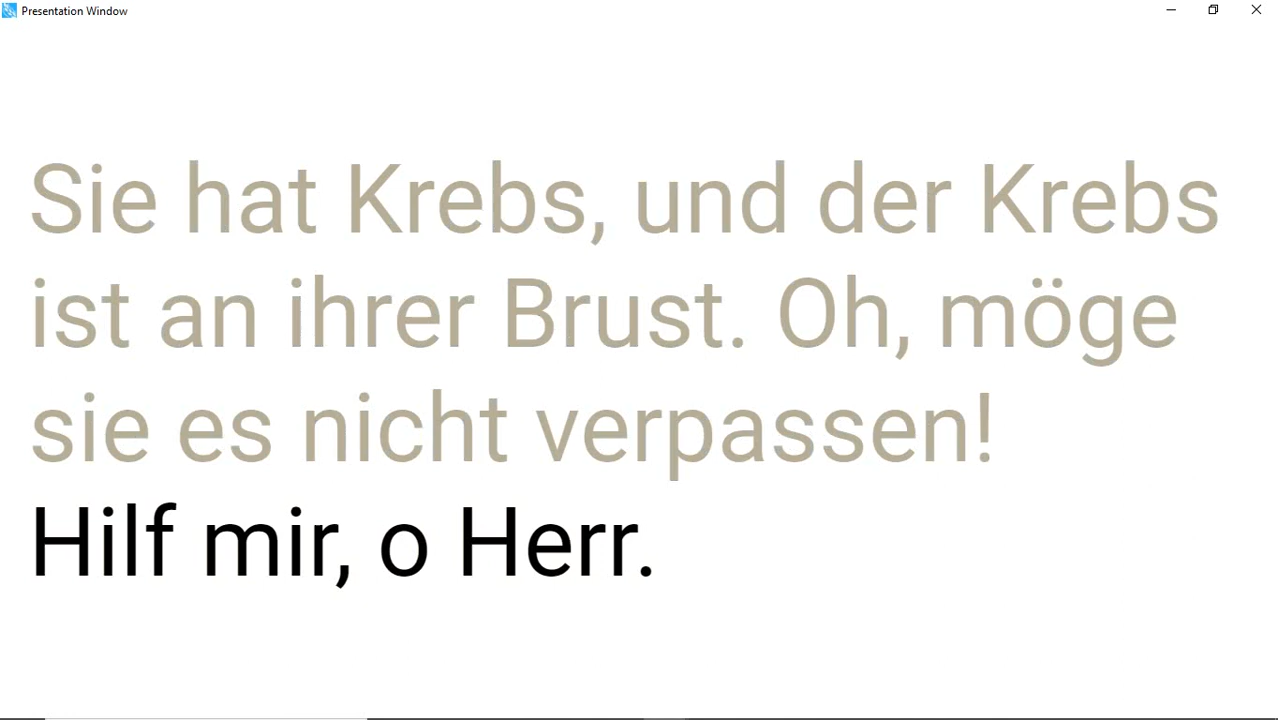 Presentation Window
Sie hat Krebs, und der Krebs
ist an ihrer Brust. Oh, möge
sie es nicht verpassen!
Hilf mir, o Herr.